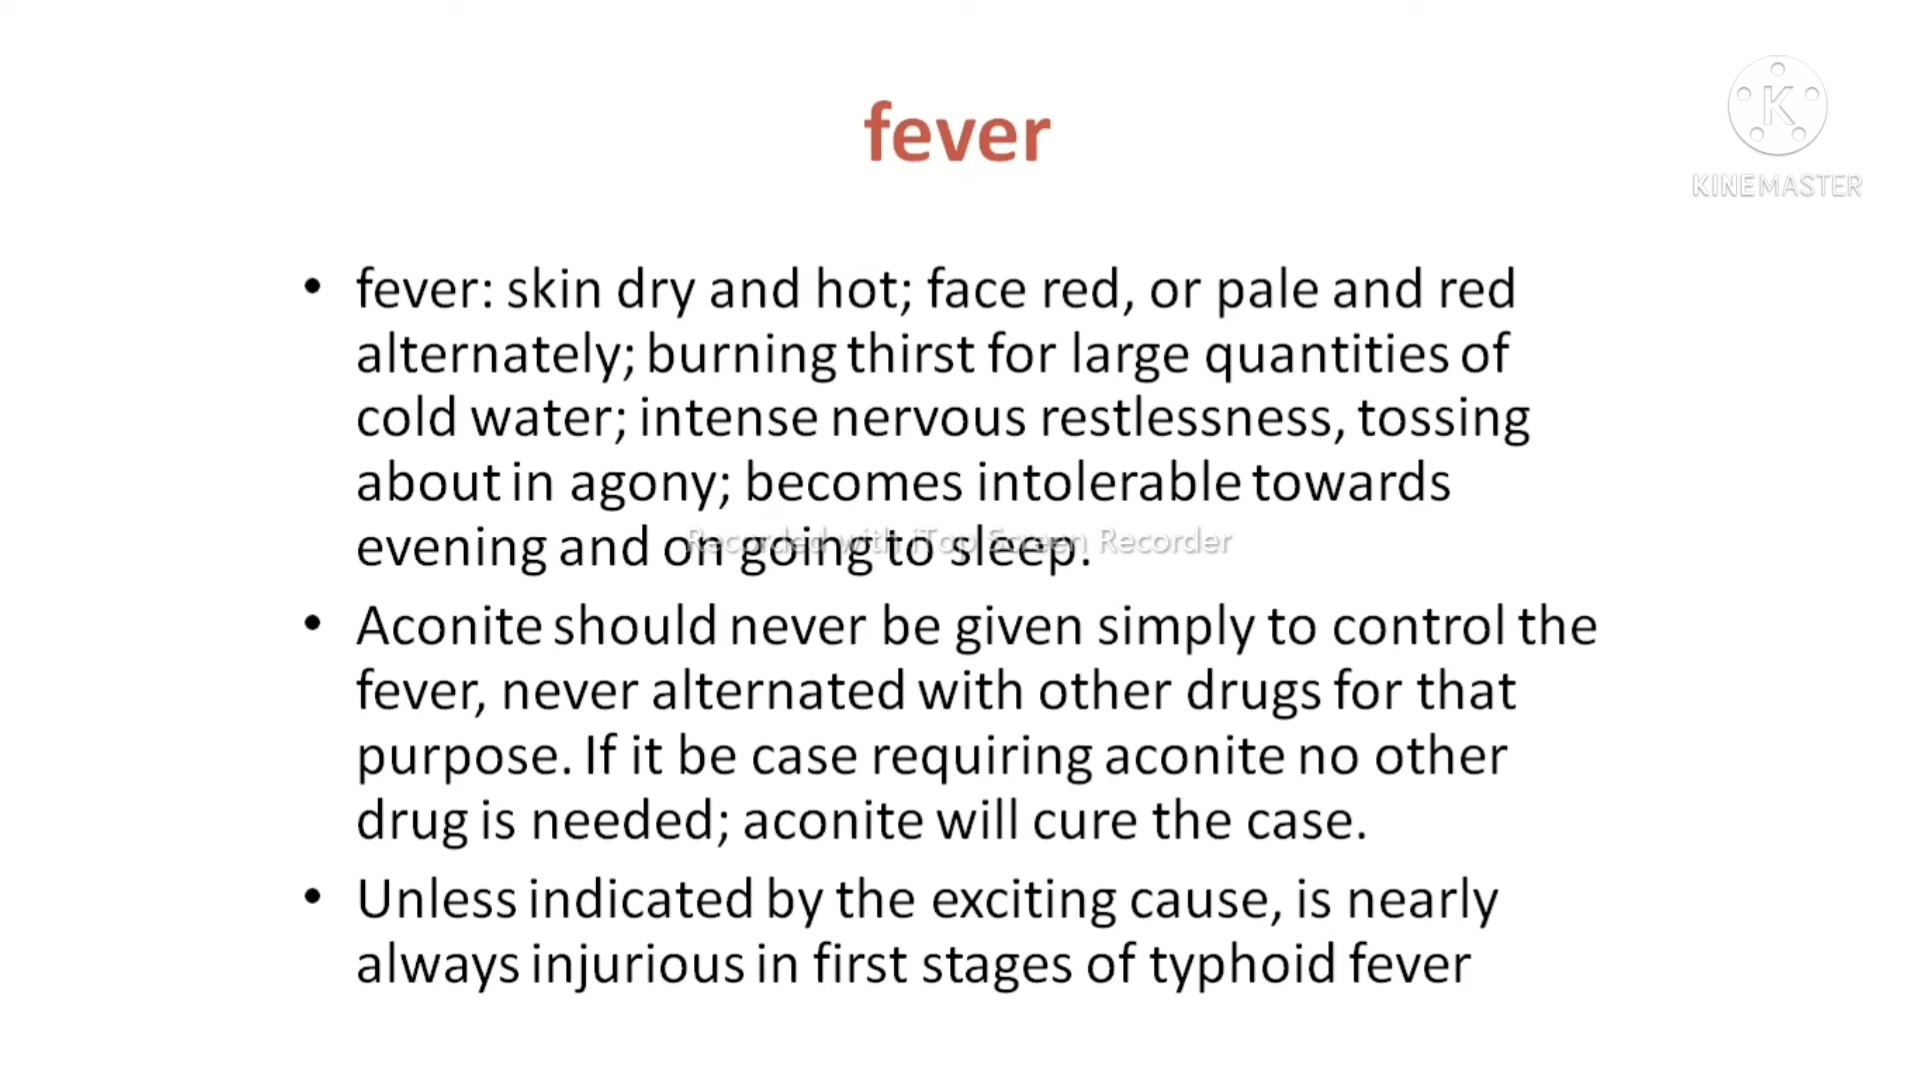 fever
KINEMASTER
• fever: skin dry and hot; face red, or pale and red
alternately; burning thirst for large quantities of
cold water; intense nervous restlessness, tossing
about in agony; becomes intolerable towards
evening and on going to sleep.
Recorded with iTop Screen Recorder
• Aconite should never be given simply to control the
fever, never alternated with other drugs for that
purpose. If it be case requiring aconite no other
drug is needed; aconite will cure the case.
• Unless indicated by the exciting cause, is nearly
always injurious in first stages of typhoid fever